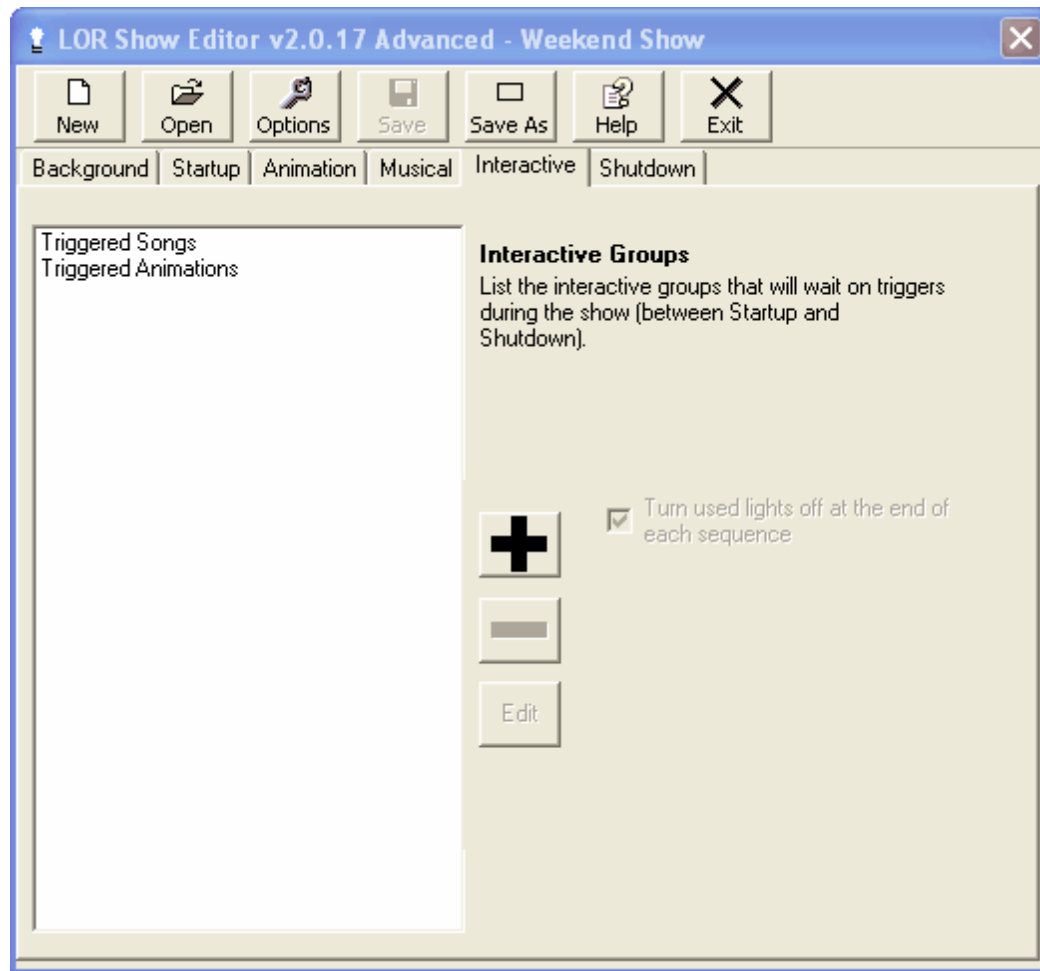 LOR Show Editor v2.0.17 Advanced - Weekend Show
New Open Options Save Save As Help Exit
Background Startup Animation Musical Interactive Shutdown
Triggered Songs
Triggered Animations
Interactive Groups
List the interactive groups that will wait on triggers
during the show (between Startup and
Shutdown).
Turn used lights off at the end of
each sequence
Edit